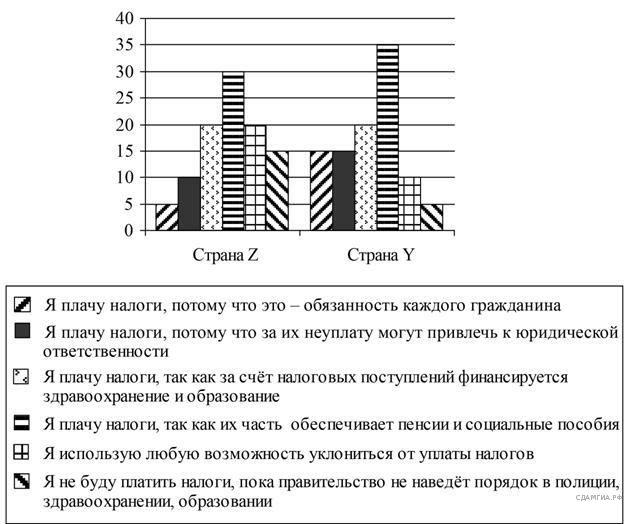 40
35
30
25
20
15
10
5
0
Страна Z Страна Y
Я плачу налоги, потому что это – обязанность каждого гражданина
Я плачу налоги, потому что за их неуплату могут привлечь к юридической
ответственности
Я плачу налоги, так как за счёт налоговых поступлений финансируется
здравоохранение и образование
Я плачу налоги, так как их часть обеспечивает пенсии и социальные пособия
Я использую любую возможность уклониться от уплаты налогов
Я не буду платить налоги, пока правительство не наведёт порядок в полиции,
здравоохранении, образовании
СДАМГИА.РФ